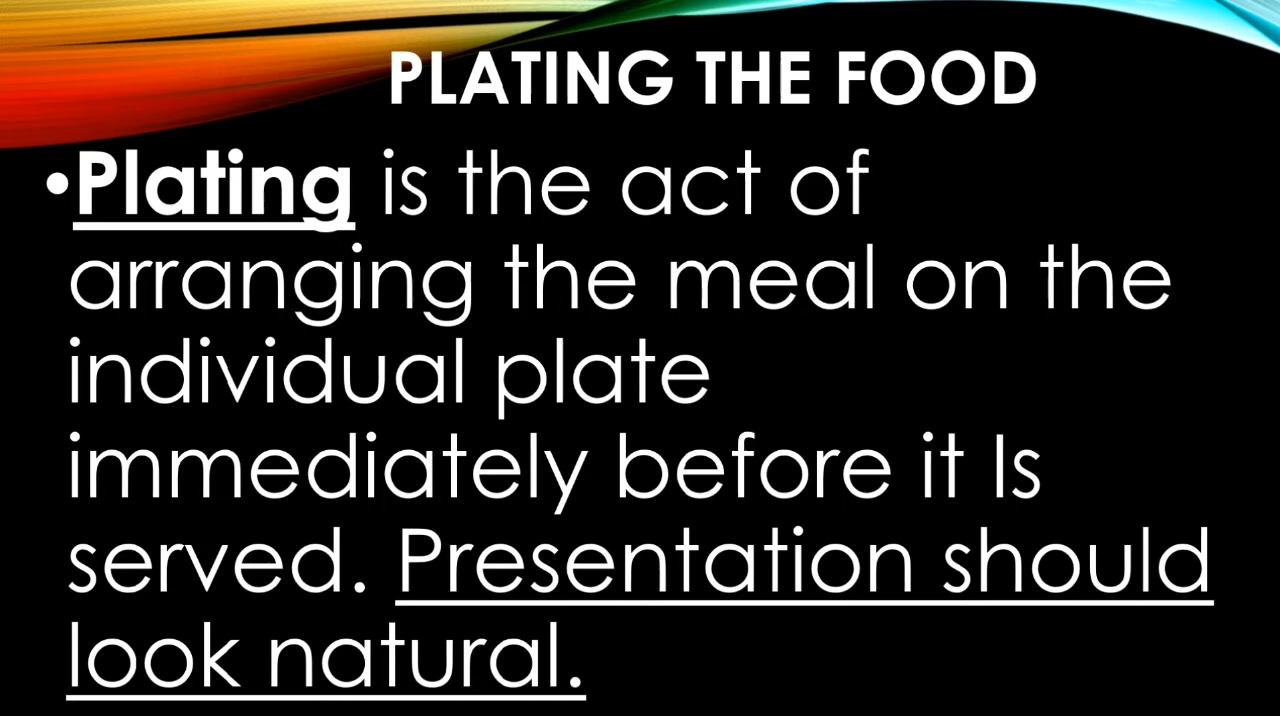 PLATING THE FOOD
•Plating is the act of
arranging the meal on the
individual plate
immediately before it Is
served. Presentation should
look natural.